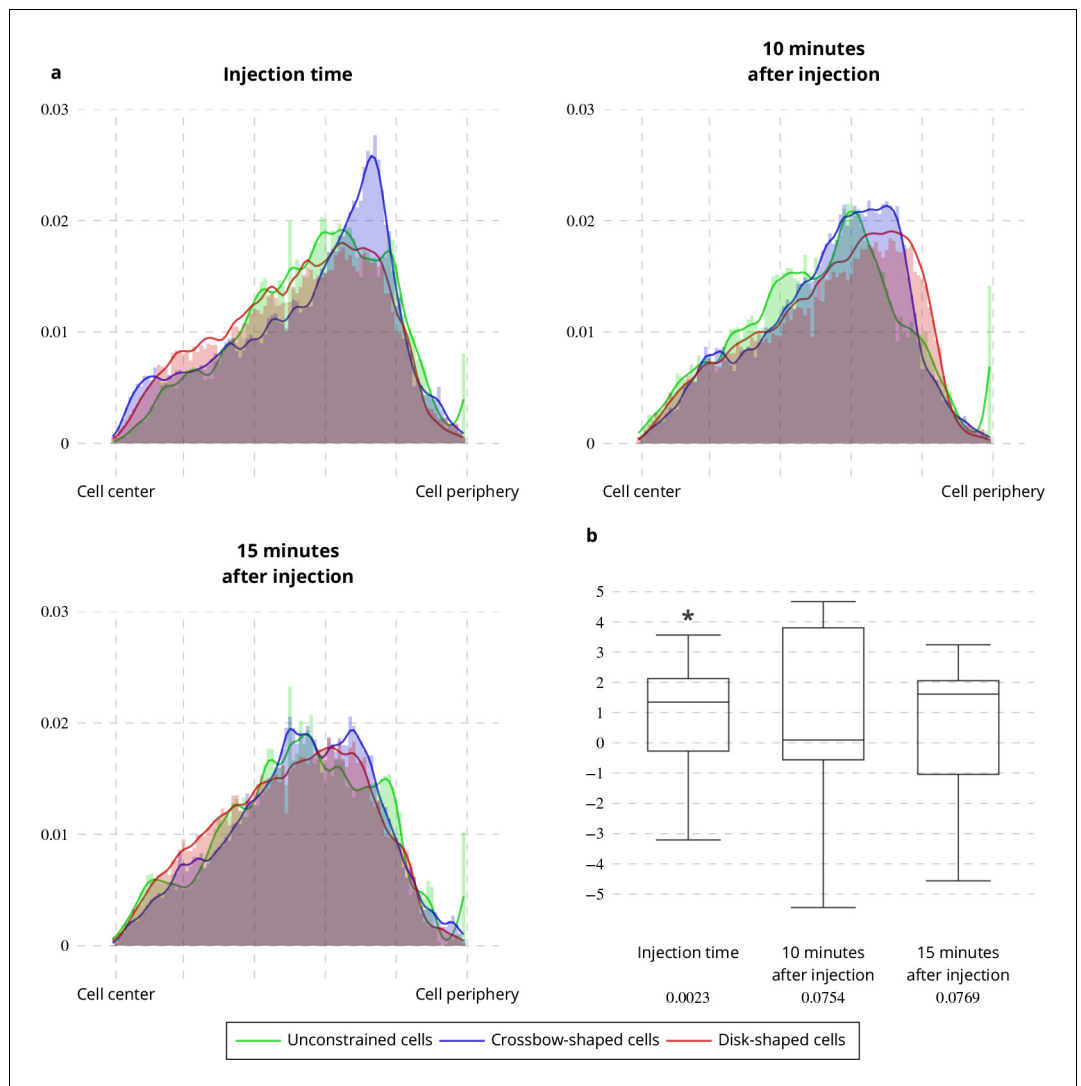 a
Injection time
0.03
0.02
0.01
0
Cell center
Cell periphery
10 minutes
after injection
0.03
0.02
0.01
0
Cell center
Cell periphery
15 minutes
after injection
0.03
0.02
0.01
0
Cell center
Cell periphery
b
5
4
3
2
1
0
−1
−2
−3
−4
−5
*
Injection time
0.0023
10 minutes
after injection
0.0754
15 minutes
after injection
0.0769
Unconstrained cells
Crossbow-shaped cells
Disk-shaped cells